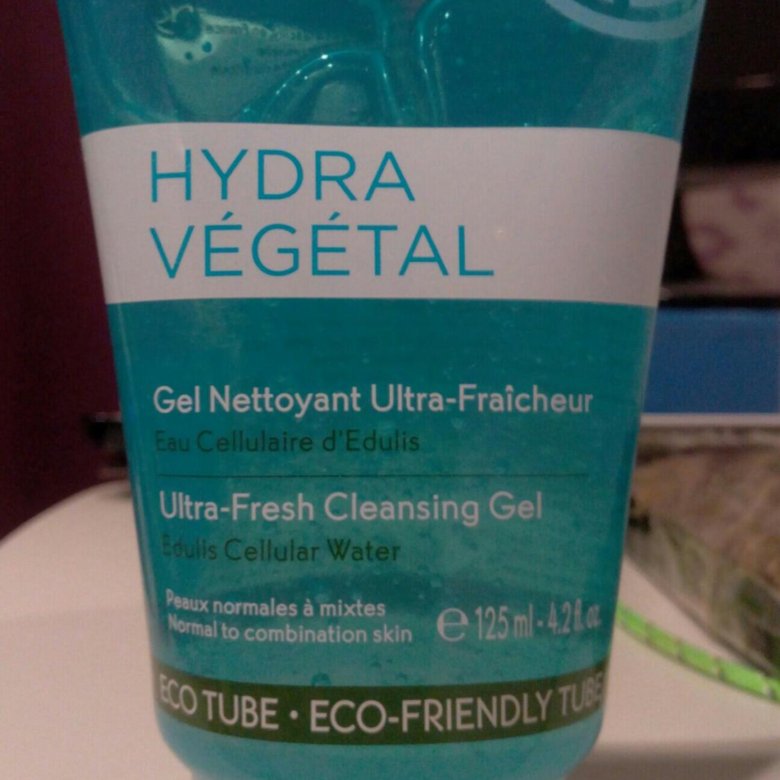 HYDRA
VÉGÉTAL
Gel Nettoyant Ultra-Fraîcheur
Eau Cellulaire d'Edulis
Ultra-Fresh Cleansing Gel
Edulis Cellular Water
Peaux normales à mixtes
Normal to combination skin
℮ 125 ml - 4.2 fl. oz.
ECO TUBE • ECO-FRIENDLY TUBE